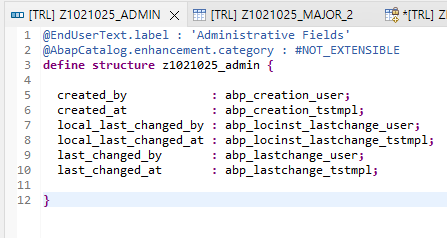 [TRL] Z1021025_ADMIN
[TRL] Z1021025_MAJOR_2
*[TRL] Z
1 @EndUserText.label : 'Administrative Fields'
2 @AbapCatalog.enhancement.category : #NOT_EXTENSIBLE
3 define structure z1021025_admin {
4
5 created_by : abp_creation_user;
6 created_at : abp_creation_tstmpl;
7 local_last_changed_by : abp_locinst_lastchange_user;
8 local_last_changed_at : abp_locinst_lastchange_tstmpl;
9 last_changed_by : abp_lastchange_user;
10 last_changed_at : abp_lastchange_tstmpl;
11
12 }